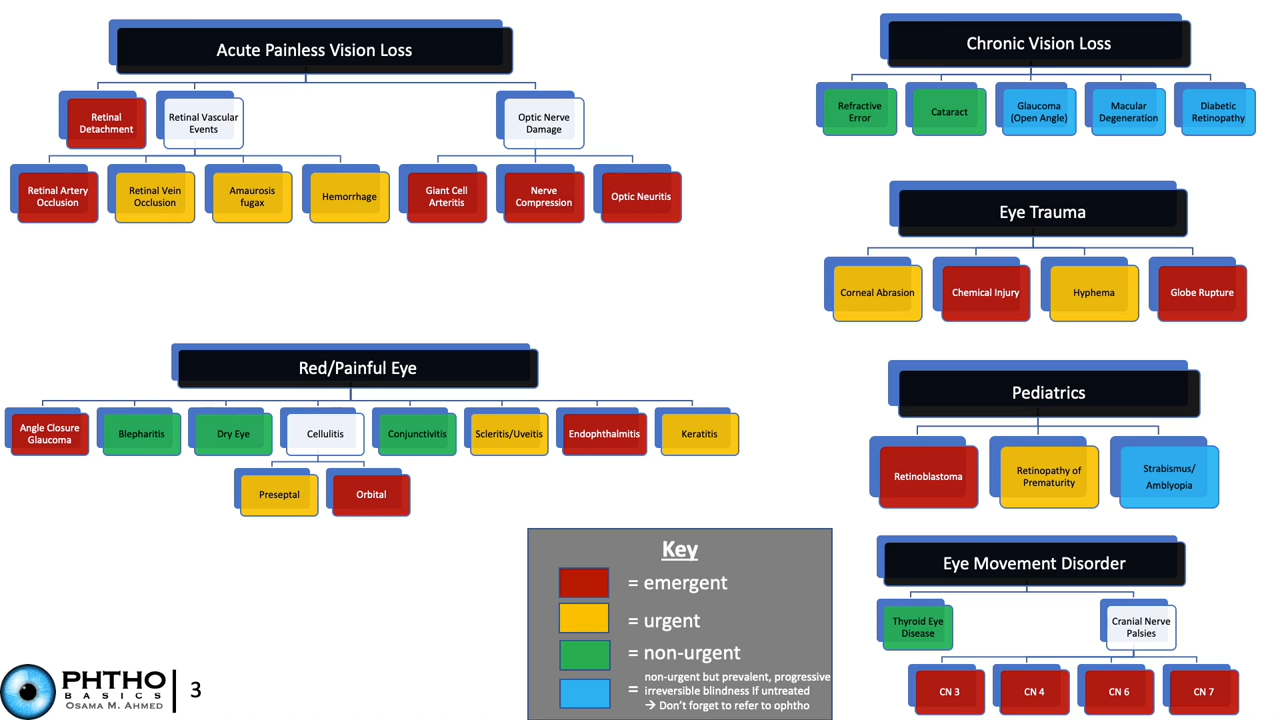 Acute Painless Vision Loss
Retinal
Detachment
Retinal Vascular
Events
Optic Nerve
Damage
Retinal Artery
Occlusion
Retinal Vein
Occlusion
Amaurosis
fugax
Hemorrhage
Giant Cell
Arteritis
Nerve
Compression
Optic Neuritis
Chronic Vision Loss
Refractive
Error
Cataract
Glaucoma
(Open Angle)
Macular
Degeneration
Diabetic
Retinopathy
Eye Trauma
Corneal Abrasion
Chemical Injury
Hyphema
Globe Rupture
Red/Painful Eye
Angle Closure
Glaucoma
Blepharitis
Dry Eye
Cellulitis
Conjunctivitis
Scleritis/Uveitis
Endophthalmitis
Keratitis
Preseptal
Orbital
Pediatrics
Retinoblastoma
Retinopathy of
Prematurity
Strabismus/
Amblyopia
Eye Movement Disorder
Thyroid Eye
Disease
Cranial Nerve
Palsies
CN 3
CN 4
CN 6
CN 7
Key
= emergent
= urgent
= non-urgent
= non-urgent but prevalent, progressive
irreversible blindness If untreated
→ Don't forget to refer to ophtho
PHTHO
BASICS
OSAMA M. AHMED
3